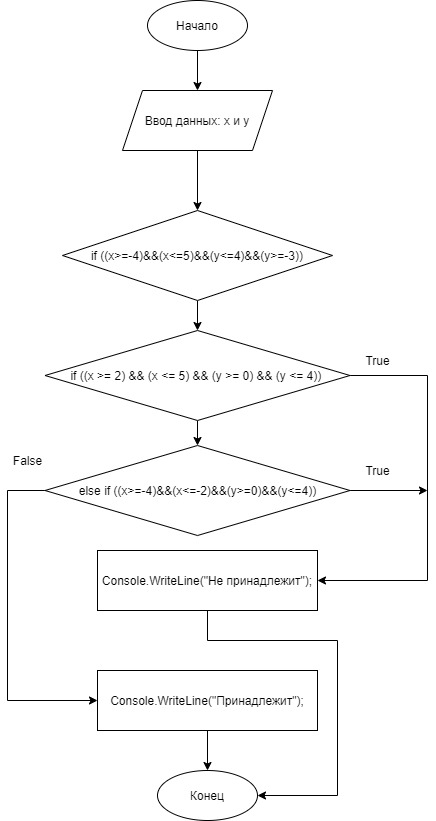 Начало
Ввод данных: x и y
if ((x>=-4)&&(x<=5)&&(y<=4)&&(y>=-3))
if ((x >= 2) && (x <= 5) && (y >= 0) && (y <= 4))
True
else if ((x>=-4)&&(x<=-2)&&(y>=0)&&(y<=4))
False
True
Console.WriteLine("Не принадлежит");
Console.WriteLine("Принадлежит");
Конец